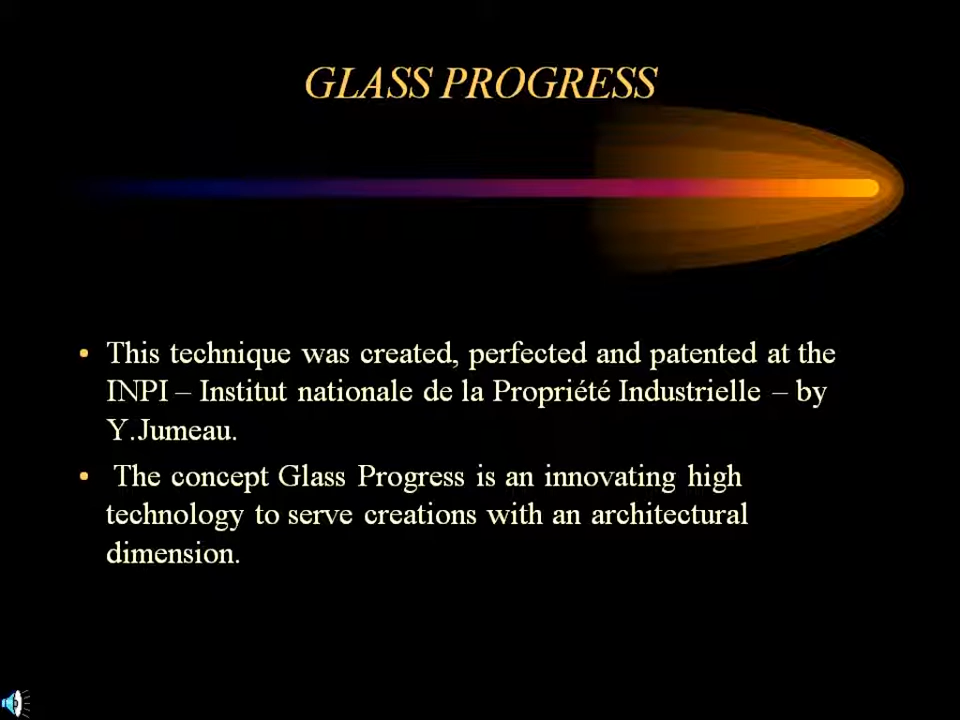 GLASS PROGRESS
• This technique was created, perfected and patented at the
INPI – Institut nationale de la Propriété Industrielle – by
Y.Jumeau.
• The concept Glass Progress is an innovating high
technology to serve creations with an architectural
dimension.